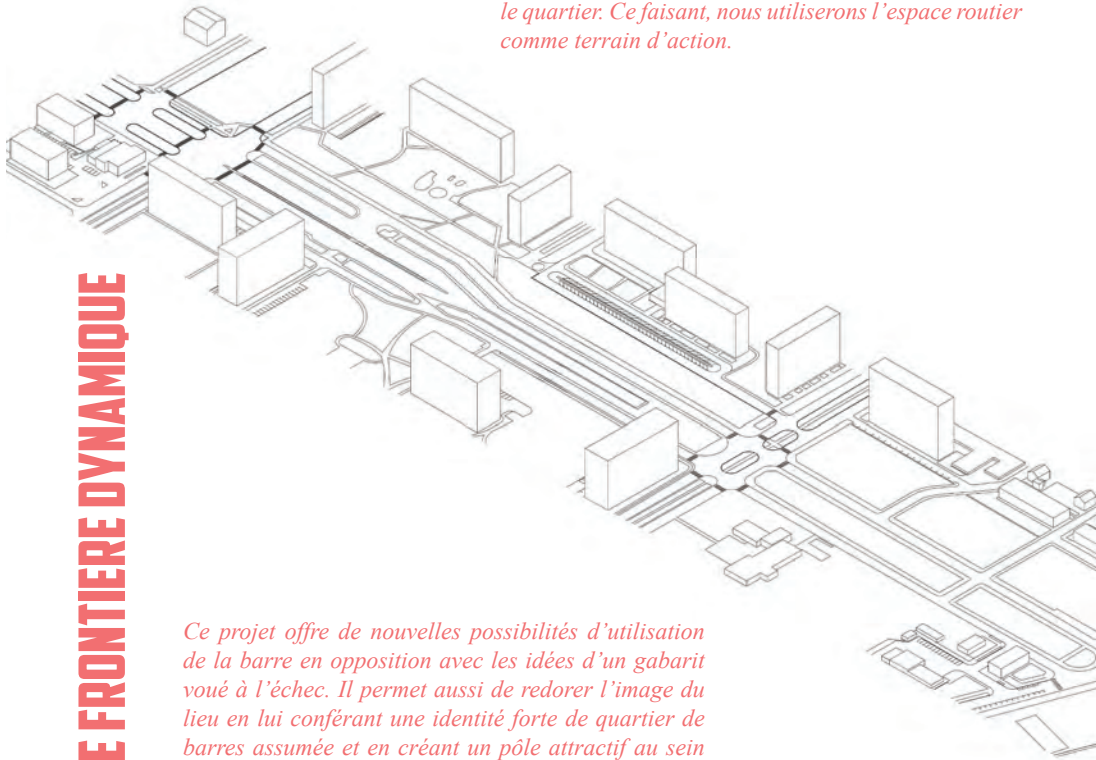 le quartier. Ce faisant, nous utiliserons l’espace routier
comme terrain d’action.
E FRONTIERE DYNAMIQUE
Ce projet offre de nouvelles possibilités d’utilisation
de la barre en opposition avec les idées d’un gabarit
voué à l’échec. Il permet aussi de redorer l’image du
lieu en lui conférant une identité forte de quartier de
barres assumée et en créant un pôle attractif au sein